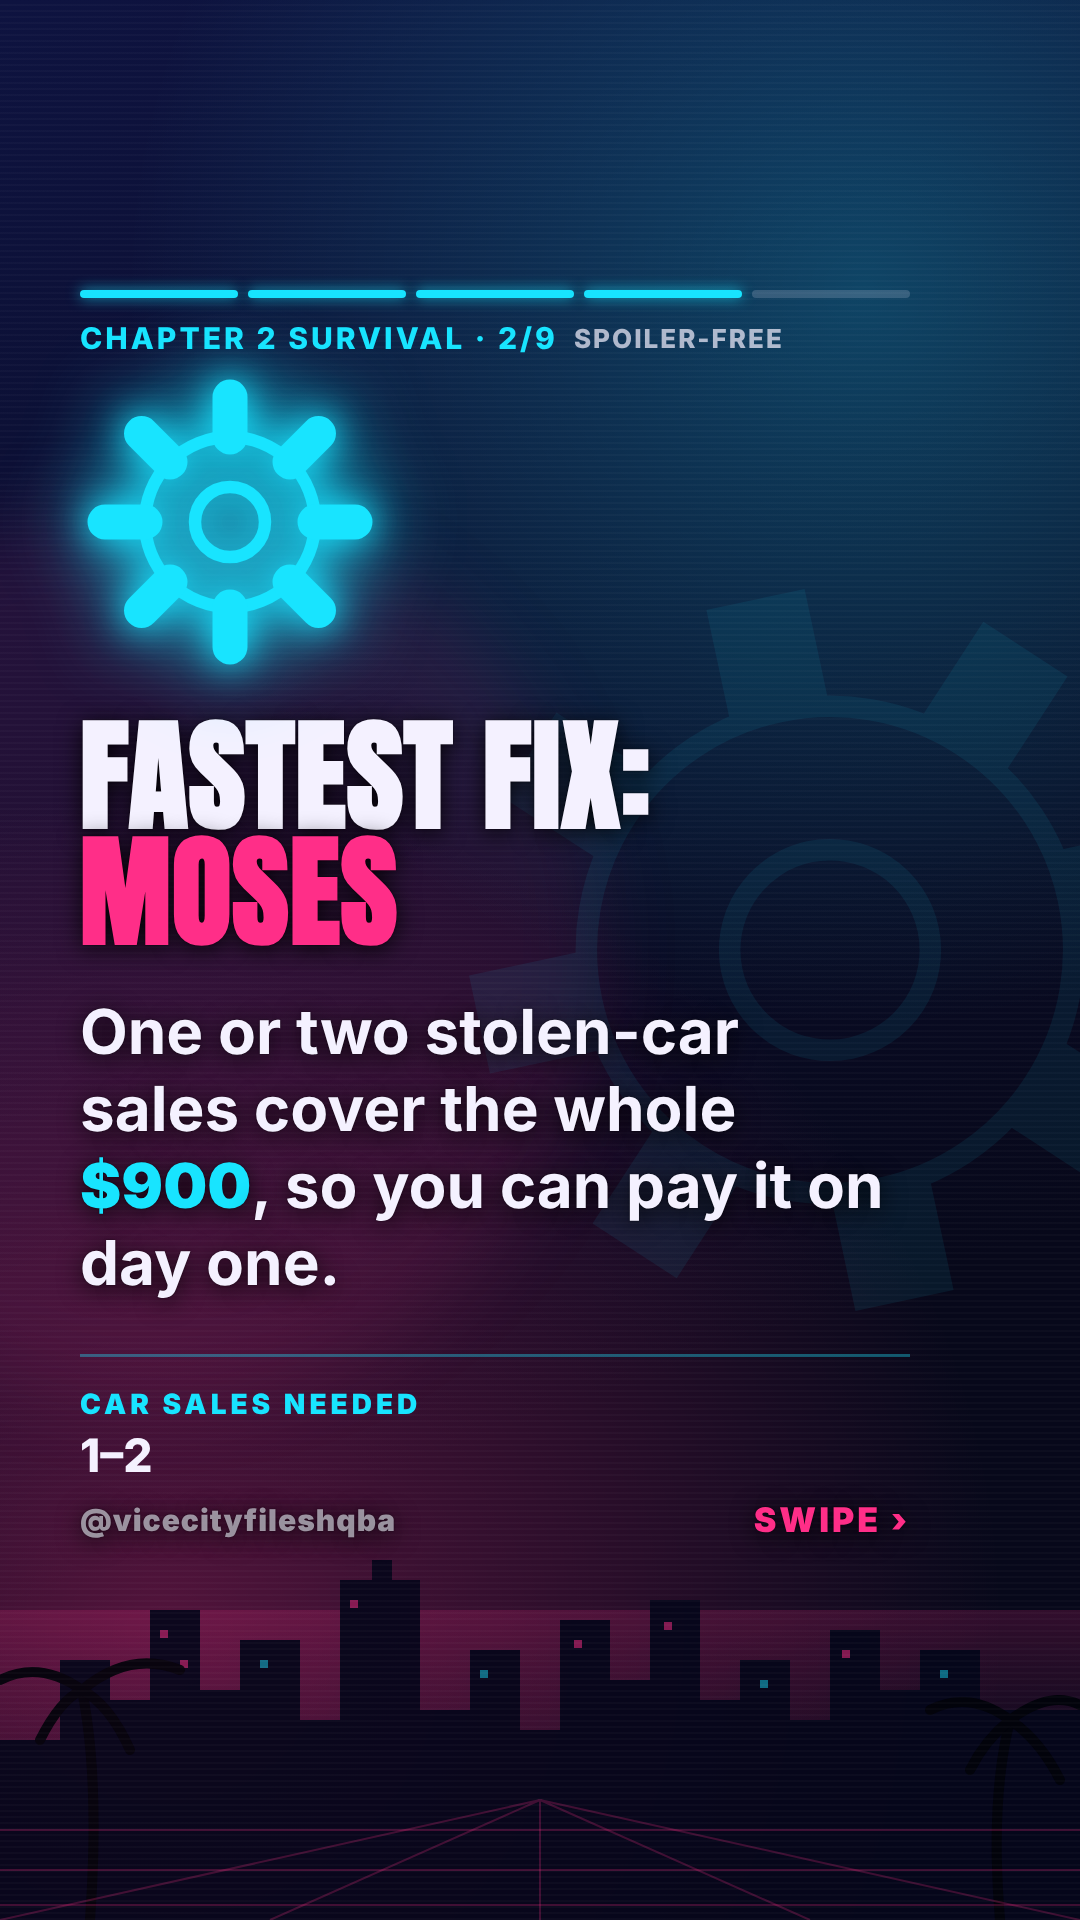 CHAPTER 2 SURVIVAL · 2/9 SPOILER-FREE
FASTEST FIX:
MOSES
One or two stolen-car
sales cover the whole
$900, so you can pay it on
day one.
CAR SALES NEEDED
1–2
@vicecityfileshqba
SWIPE ›